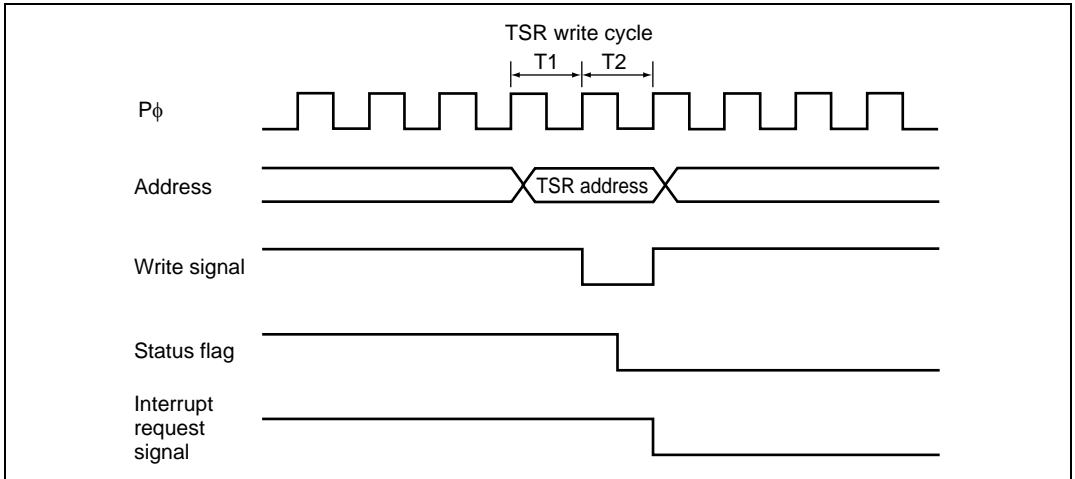 TSR write cycle
T1 T2
Pϕ
Address
TSR address
Write signal
Status flag
Interrupt
request
signal